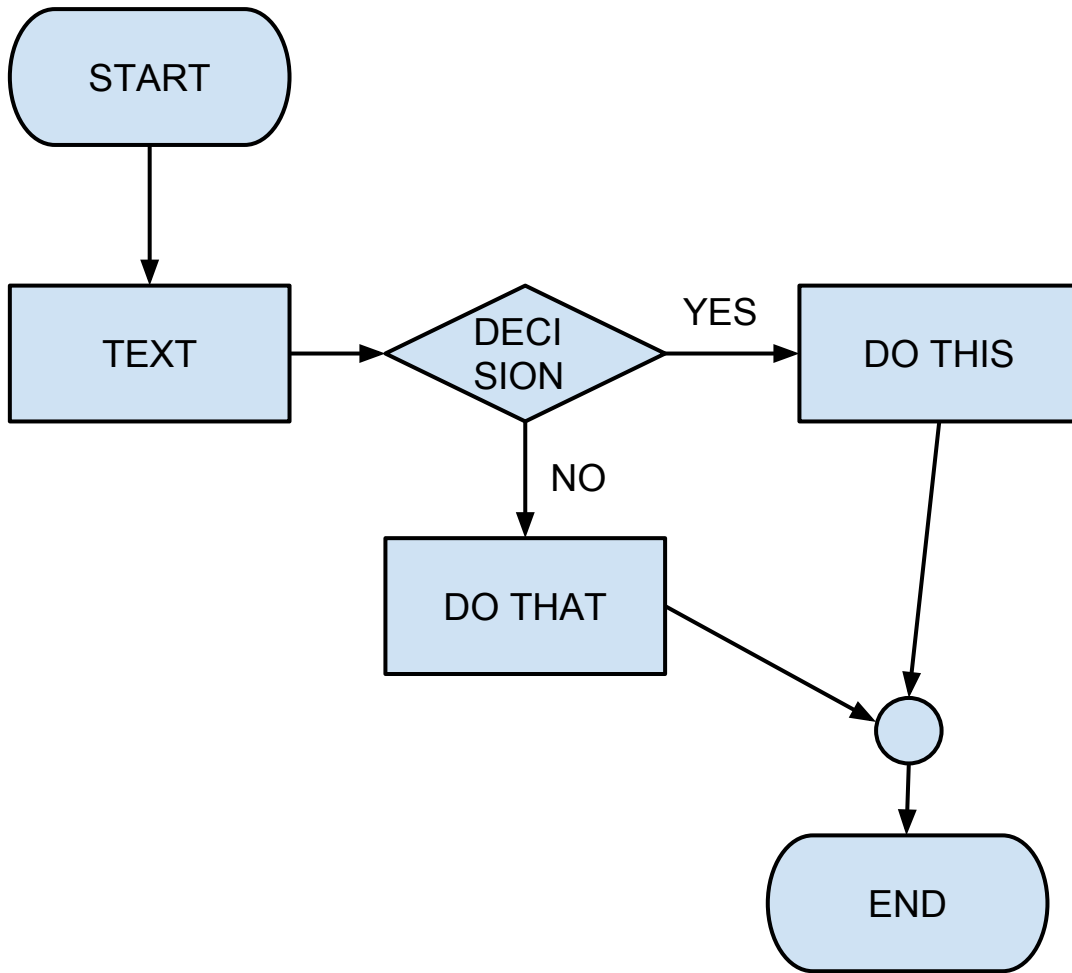 START
TEXT
DECI
SION
YES
DO THIS
NO
DO THAT
END